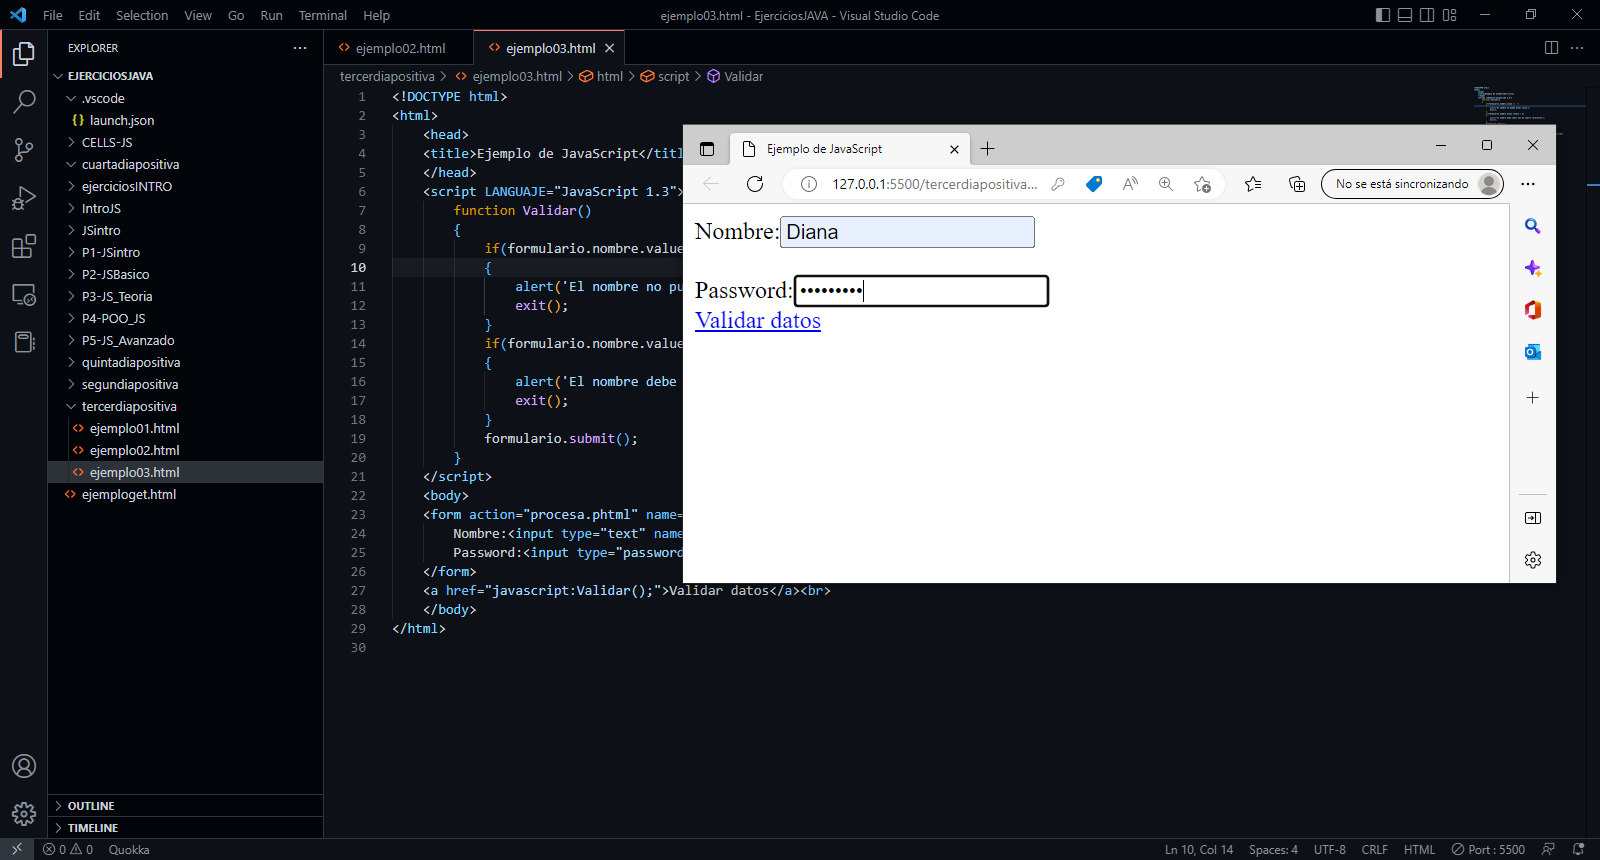 File Edit Selection View Go Run Terminal Help
ejemplo03.html - EjerciciosJAVA - Visual Studio Code
EXPLORER
EJERCICIOSJAVA
.vscode
launch.json
CELLS-JS
cuartadiapositiva
ejerciciosINTRO
IntroJS
JSintro
P1-JSintro
P2-JSBasico
P3-JS_Teoria
P4-POO_JS
P5-JS_Avanzado
quintadiapositiva
segundiapositiva
tercerdiapositiva
ejemplo01.html
ejemplo02.html
ejemplo03.html
ejemploget.html
OUTLINE
TIMELINE
ejemplo02.html ejemplo03.html
tercerdiapositiva > ejemplo03.html > html > script > Validar
1 <!DOCTYPE html>
2 <html>
3 <head>
4 <title>Ejemplo de JavaScript</titl
5 </head>
6 <script LANGUAJE="JavaScript 1.3">
7 function Validar()
8 {
9 if(formulario.nombre.value
10 {
11 alert('El nombre no pu
12 exit();
13 }
14 if(formulario.nombre.value
15 {
16 alert('El nombre debe
17 exit();
18 }
19 formulario.submit();
20 }
21 </script>
22 <body>
23 <form action="procesa.phtml" name=
24 Nombre:<input type="text" name
25 Password:<input type="password
26 </form>
27 <a href="javascript:Validar();">Validar datos</a><br>
28 </body>
29 </html>
30
Ejemplo de JavaScript
127.0.0.1:5500/tercerdiapositiva...
No se está sincronizando
Nombre: Diana
Password: •••••••••
Validar datos
0 0 Quokka
Ln 10, Col 14 Spaces: 4 UTF-8 CRLF HTML Port : 5500